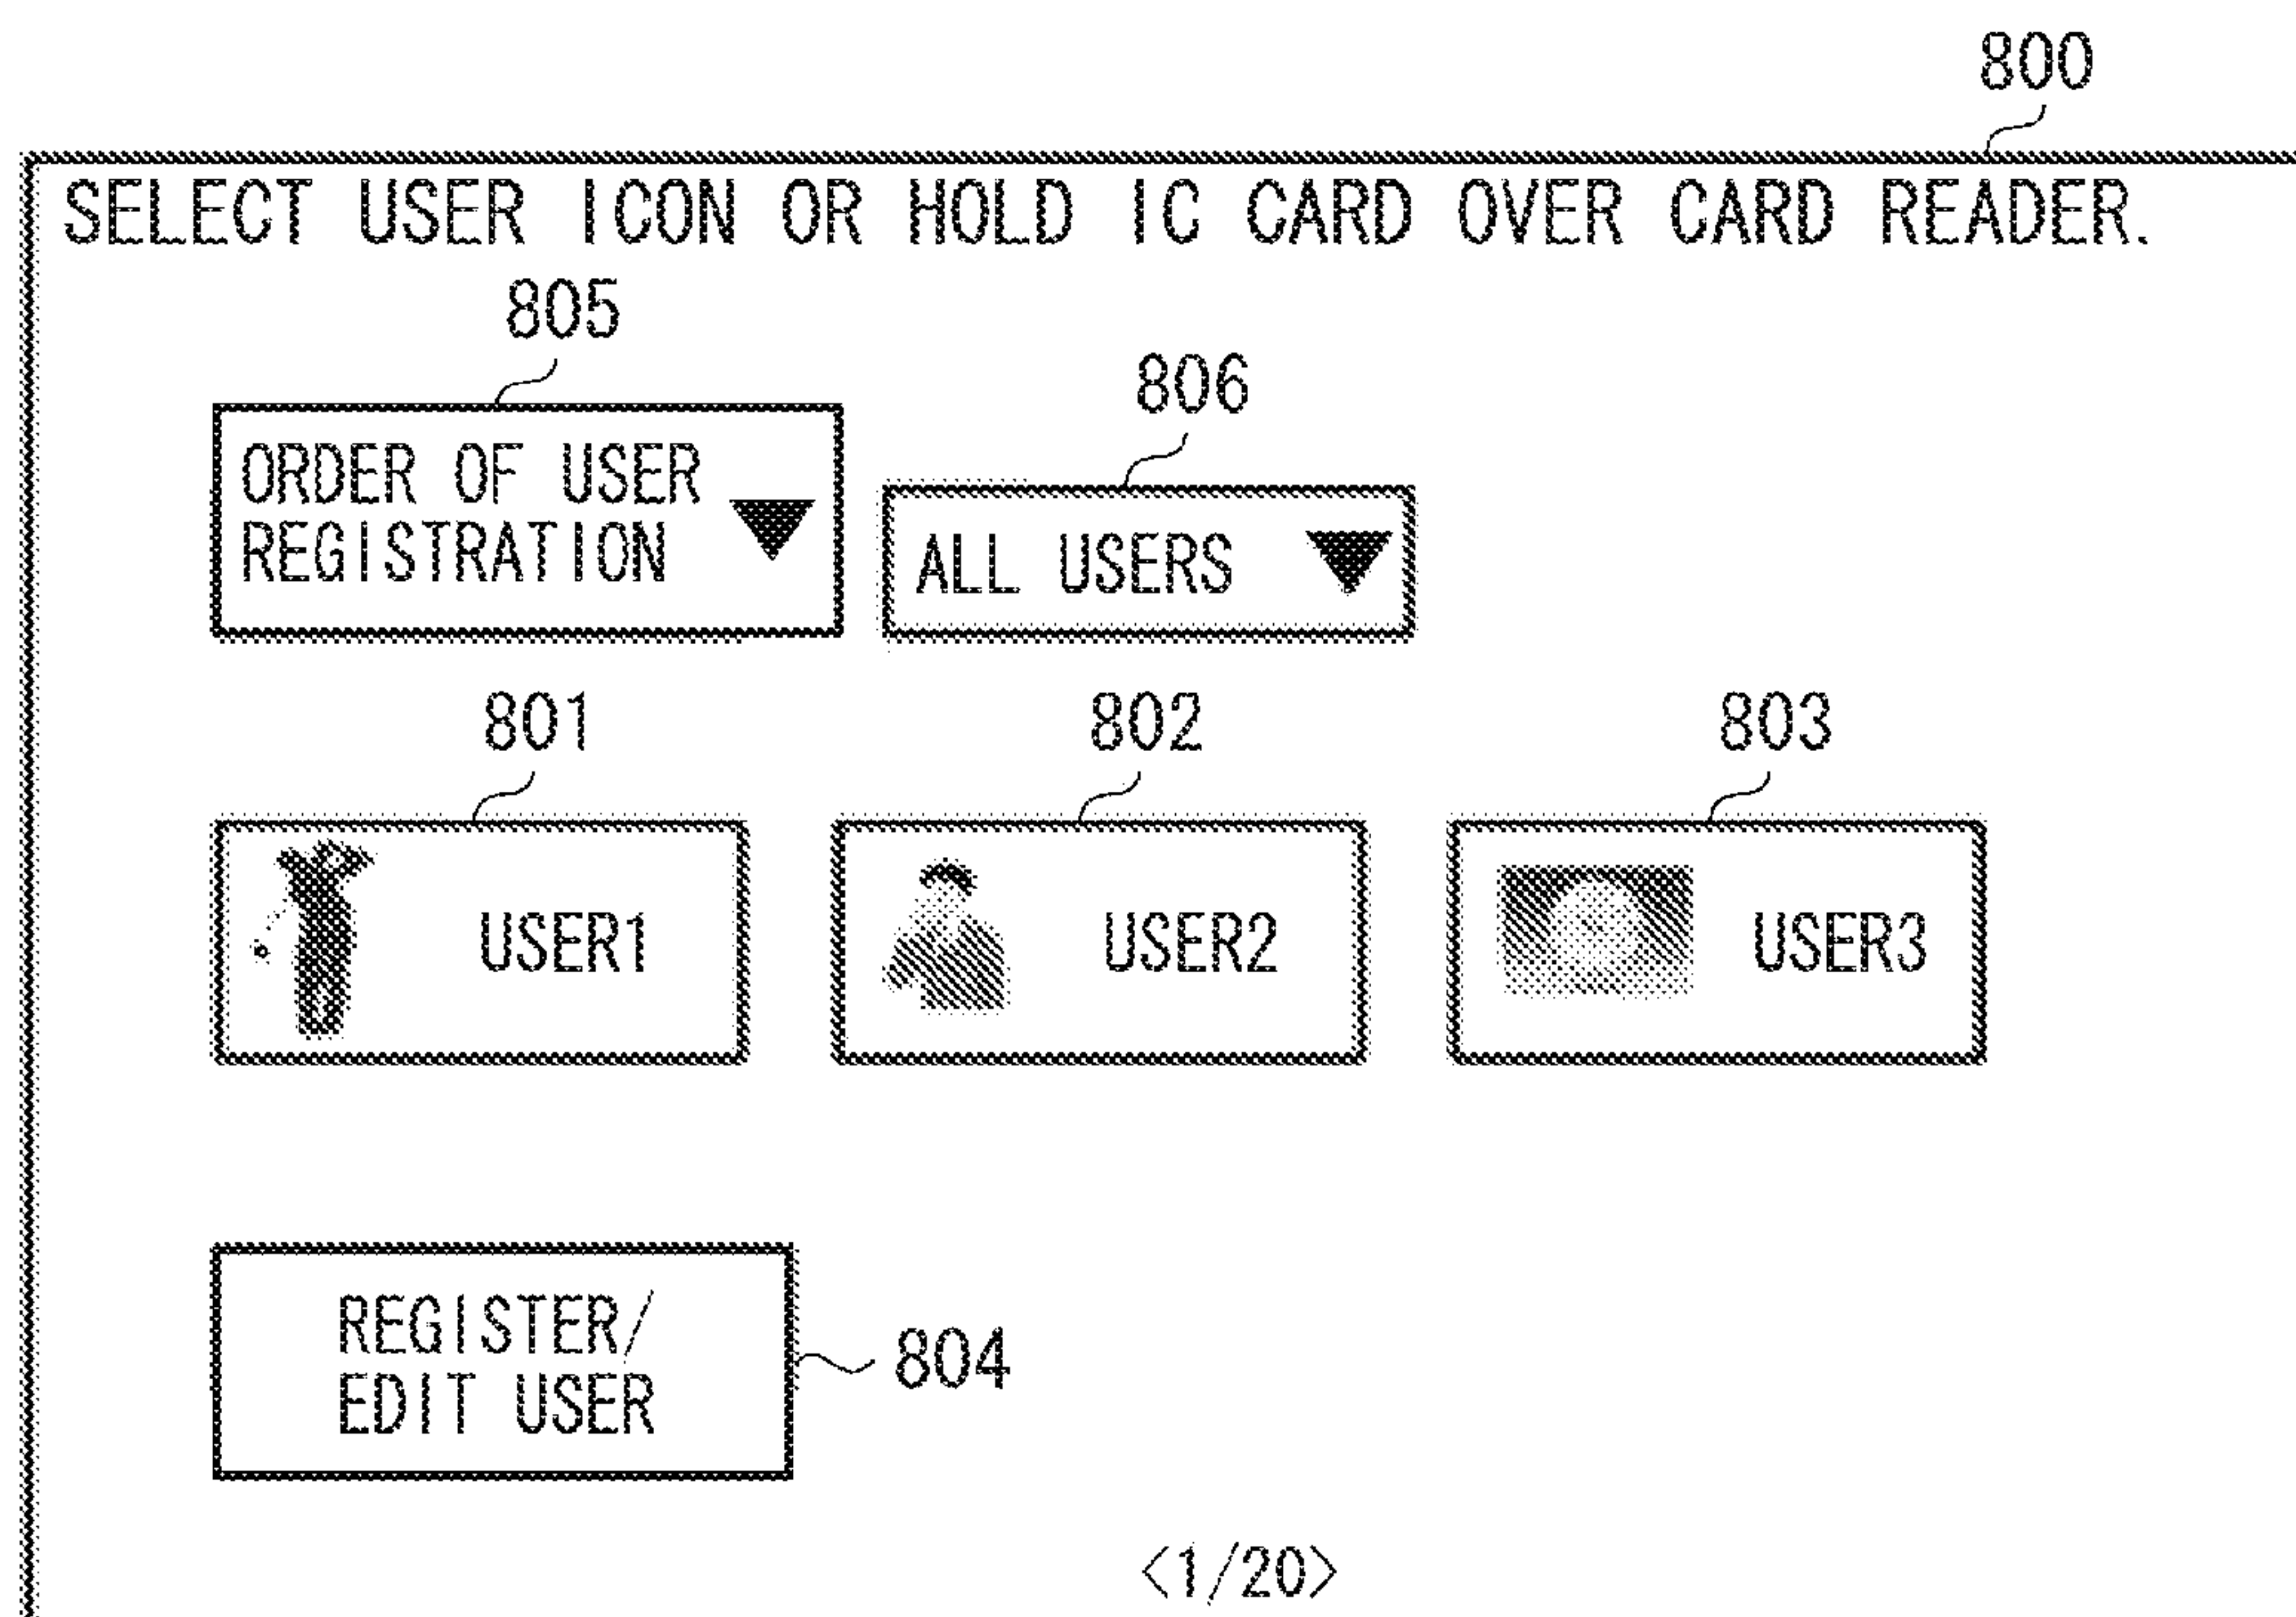 800
SELECT USER ICON OR HOLD IC CARD OVER CARD READER.
805
806
ORDER OF USER
REGISTRATION
ALL USERS
801
802
803
USER1
USER2
USER3
REGISTER/
EDIT USER
804
<1/20>